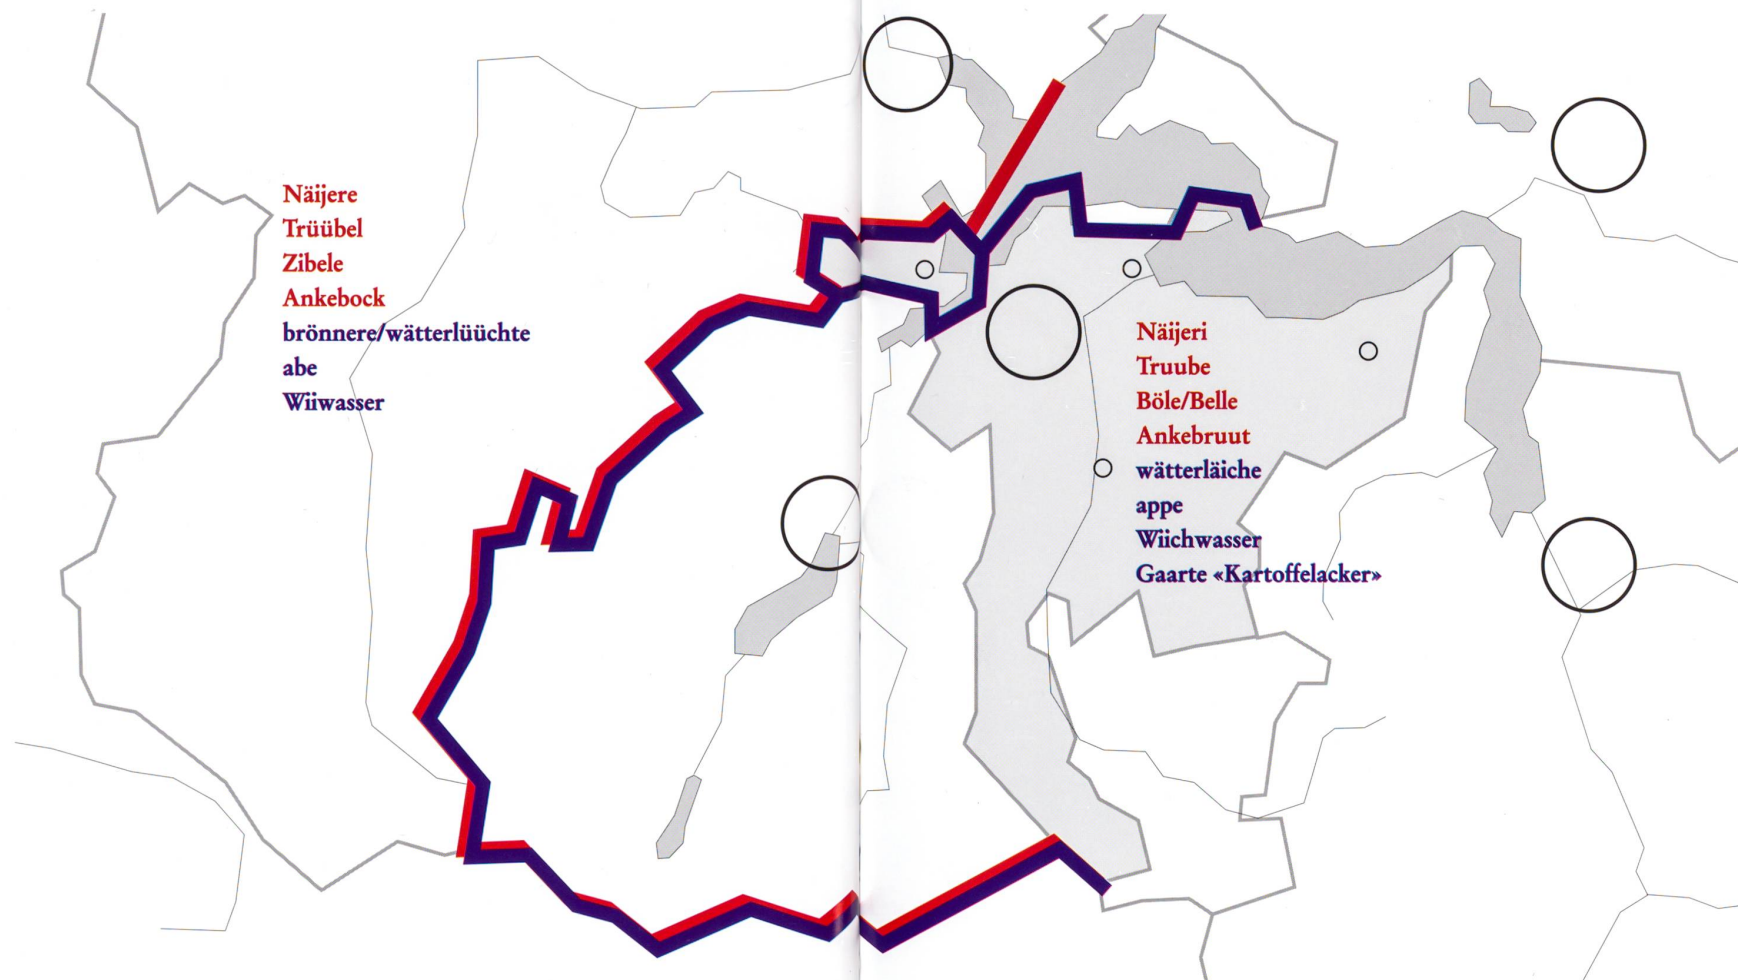 Näijere
Trüübel
Zibele
Ankebock
brönnere/wätterlüüchte
abe
Wiiwasser
Näijeri
Truube
Böle/Belle
Ankebruut
wätterläiche
appe
Wiichwasser
Gaarte «Kartoffelacker»